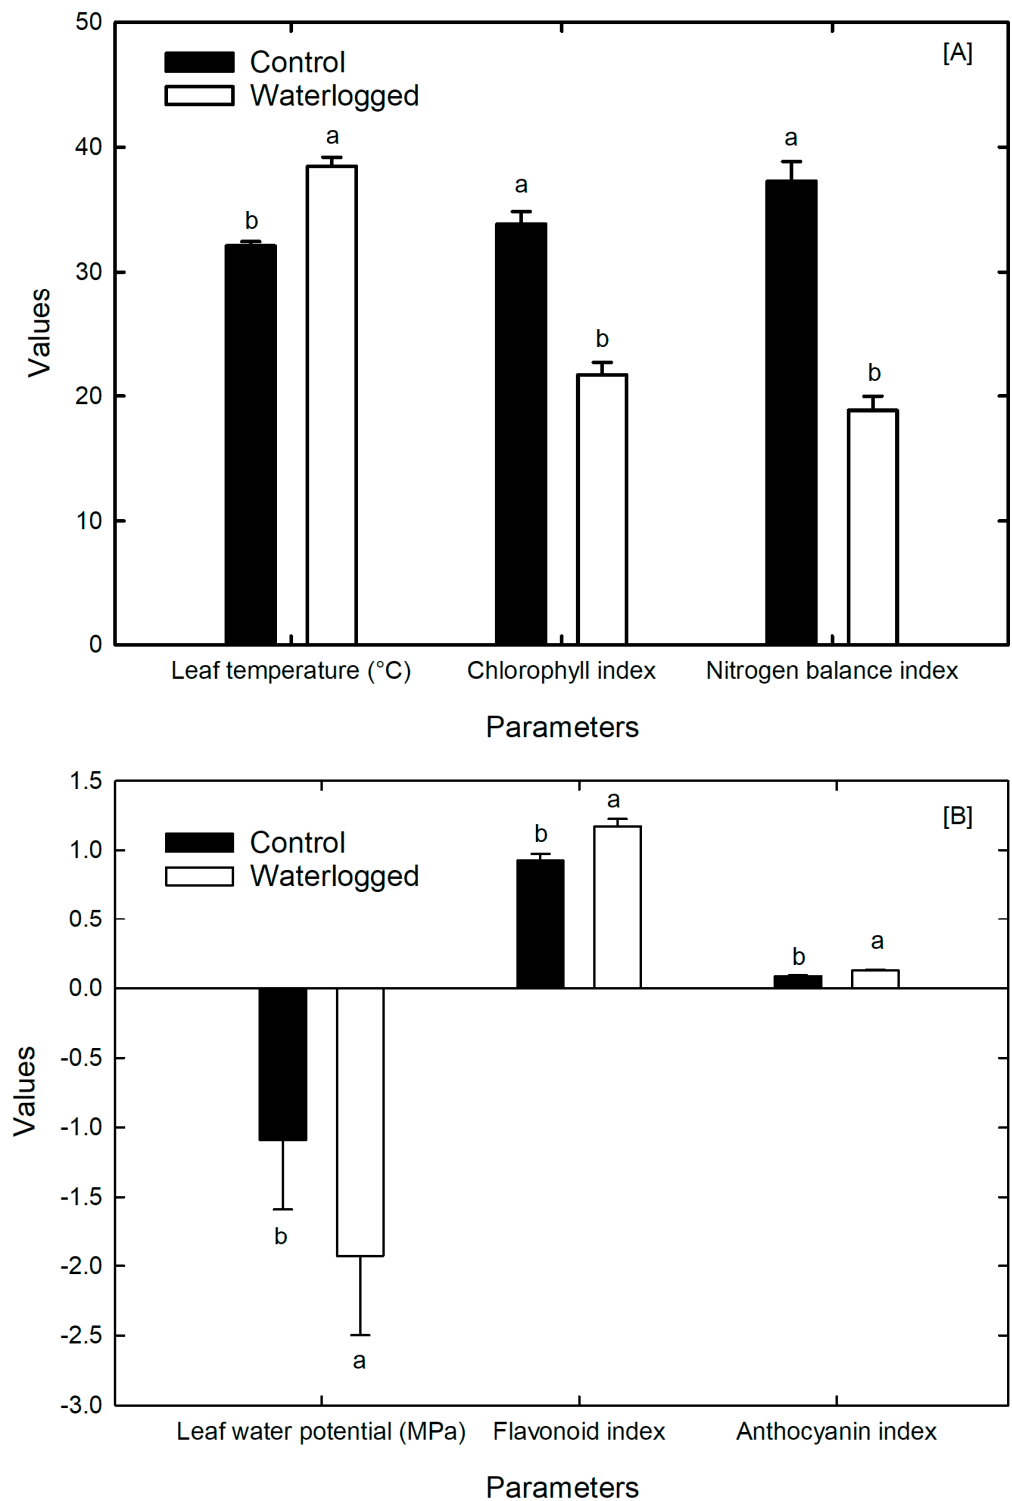 50
[A]
Control
Waterlogged
a
40
a
a
b
30
Values
b
b
20
10
0
Leaf temperature (°C) Chlorophyll index Nitrogen balance index
Parameters
1.5
[B]
a
Control
b
1.0
Waterlogged
0.5
a
b
0.0
-0.5
Values
-1.0
-1.5
b
-2.0
-2.5
a
-3.0
Leaf water potential (MPa) Flavonoid index Anthocyanin index
Parameters